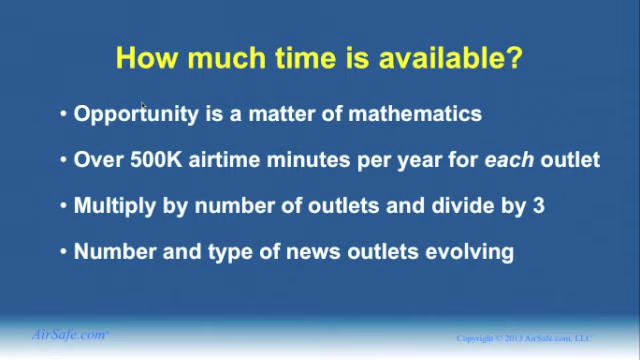 How much time is available?
• Opportunity is a matter of mathematics
• Over 500K airtime minutes per year for each outlet
• Multiply by number of outlets and divide by 3
• Number and type of news outlets evolving
AirSafe.com
Copyright © 2013 AirSafe.com, LLC